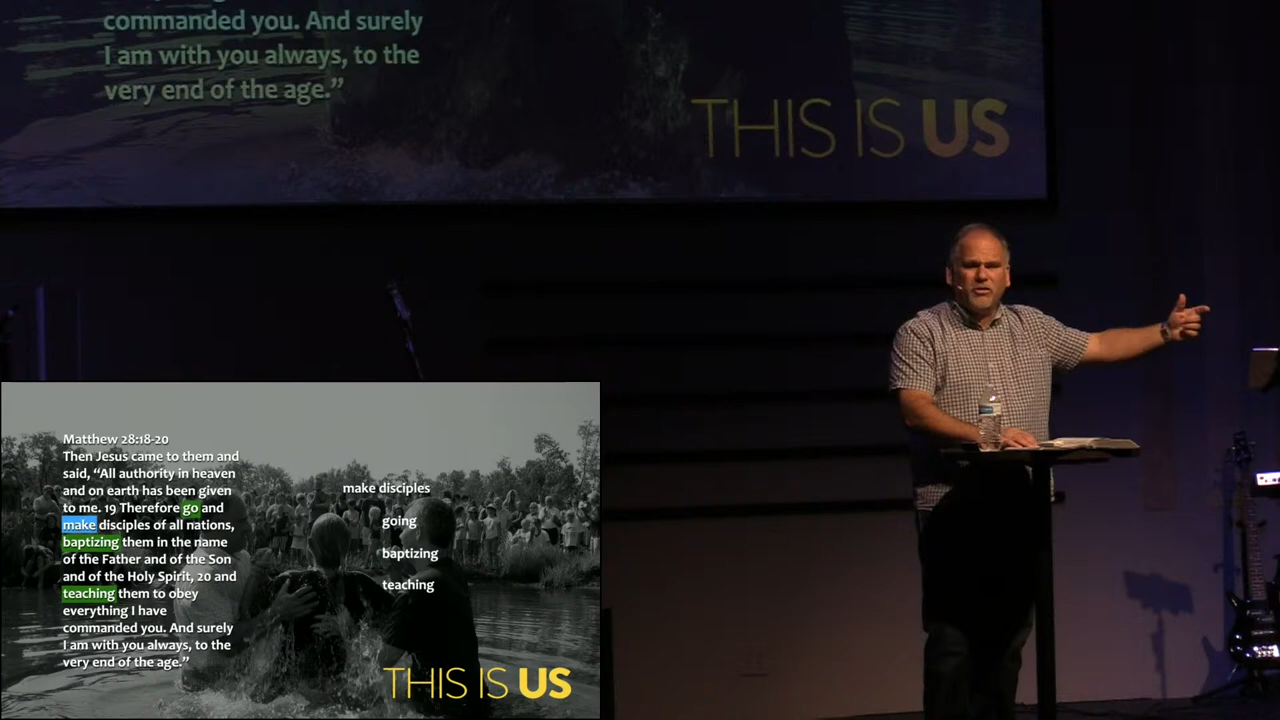 commanded you. And surely
I am with you always, to the
very end of the age.”
THIS IS US
Matthew 28:18-20
Then Jesus came to them and
said, “All authority in heaven
and on earth has been given
to me. 19 Therefore go and
make disciples of all nations,
baptizing them in the name
of the Father and of the Son
and of the Holy Spirit, 20 and
teaching them to obey
everything I have
commanded you. And surely
I am with you always, to the
very end of the age.”
make disciples
going
baptizing
teaching
THIS IS US